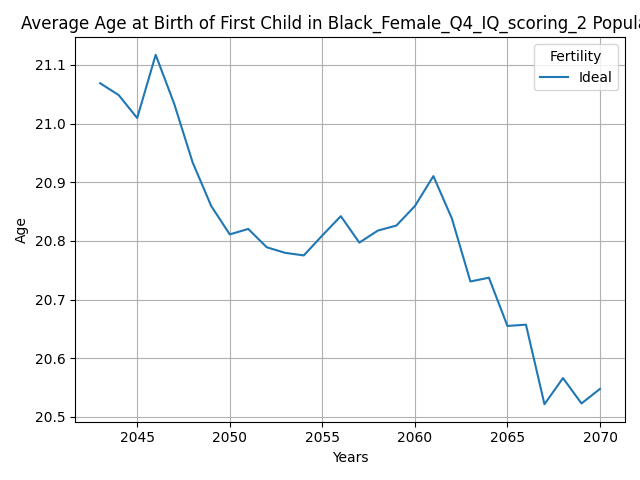 Average Age at Birth of First Child in Black_Female_Q4_IQ_scoring_2 Popula
Fertility
Ideal
21.1
21.0
20.9
20.8
20.7
20.6
20.5
Age
2045 2050 2055 2060 2065 2070
Years